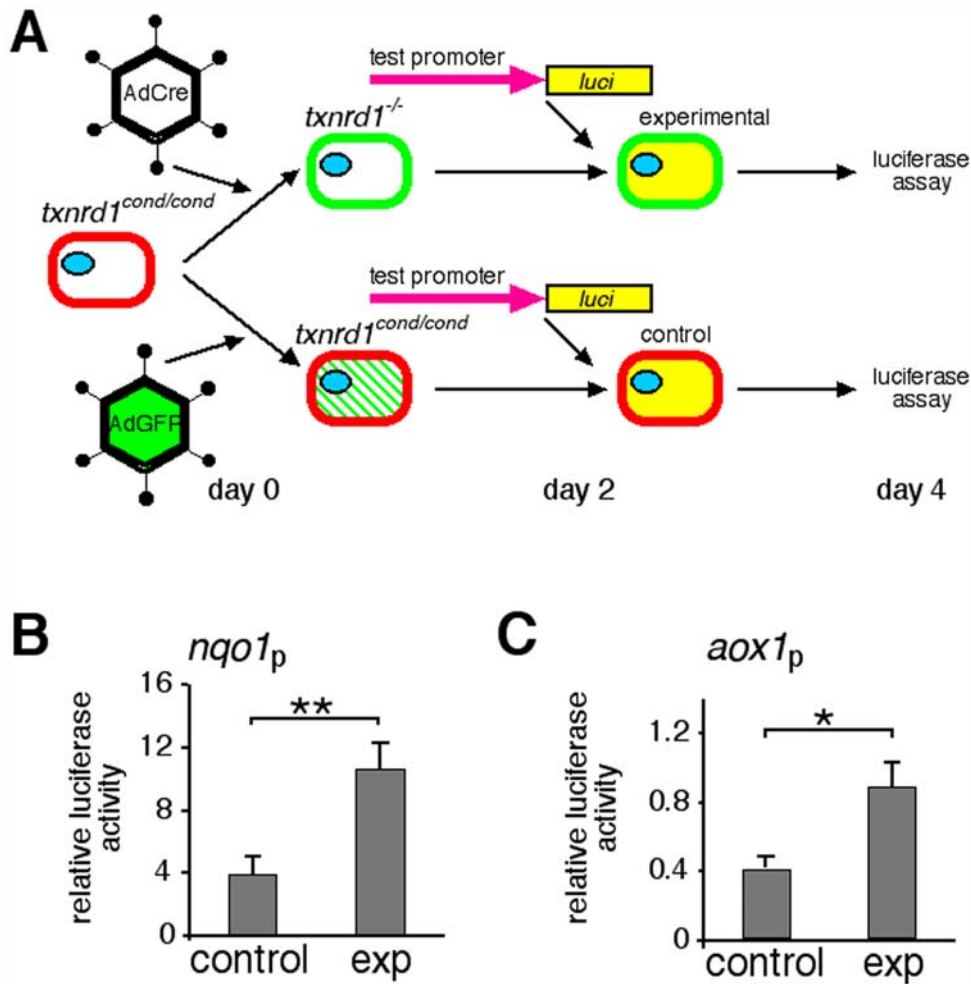 A
AdCre
test promoter
luci
txnrd1-/-
experimental
luciferase
assay
txnrd1cond/cond
test promoter
luci
txnrd1cond/cond
control
luciferase
assay
AdGFP
day 0
day 2
day 4
B
nqo1p
relative luciferase
activity
16
12
8
4
0
**
control
exp
C
aox1p
relative luciferase
activity
1.2
0.8
0.4
0
*
control
exp